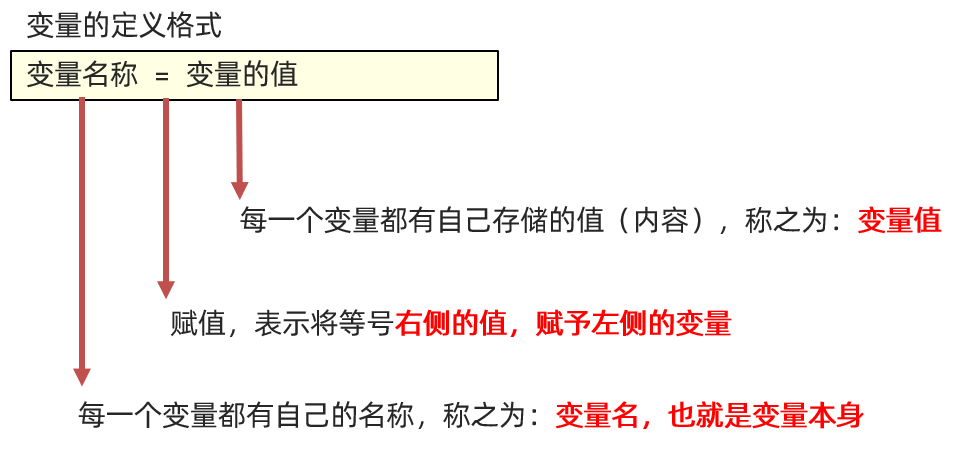 变量的定义格式
变量名称 = 变量的值
每一个变量都有自己存储的值（内容），称之为：变量值
赋值，表示将等号右侧的值，赋予左侧的变量
每一个变量都有自己的名称，称之为：变量名，也就是变量本身